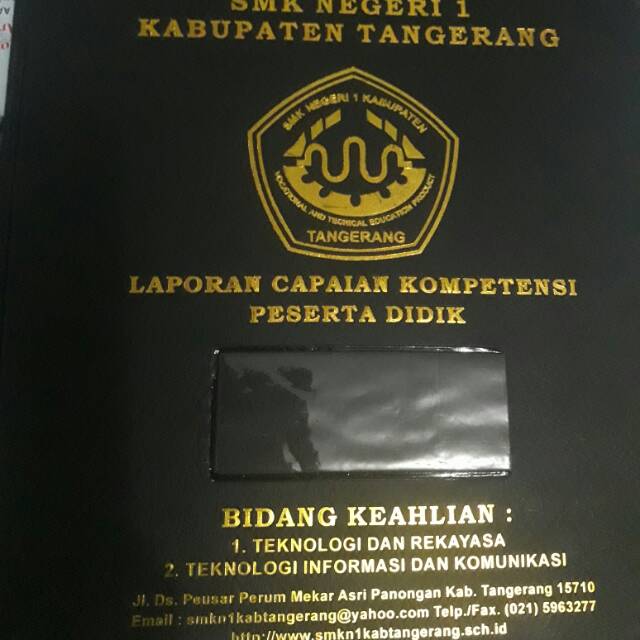 SMK NEGERI 1
KABUPATEN TANGERANG
SMK NEGERI 1 KABUPATEN
VOCATIONAL AND TECNICAL EDUCATION PRODUCT
TANGERANG
LAPORAN CAPAIAN KOMPETENSI
PESERTA DIDIK
BIDANG KEAHLIAN :
1. TEKNOLOGI DAN REKAYASA
2. TEKNOLOGI INFORMASI DAN KOMUNIKASI
Jl. Ds. Peusar Perum Mekar Asri Panongan Kab. Tangerang 15710
Email : smkn1kabtangerang@yahoo.com Telp./Fax. (021) 5963277
http://www.smkn1kabtangerang.sch.id